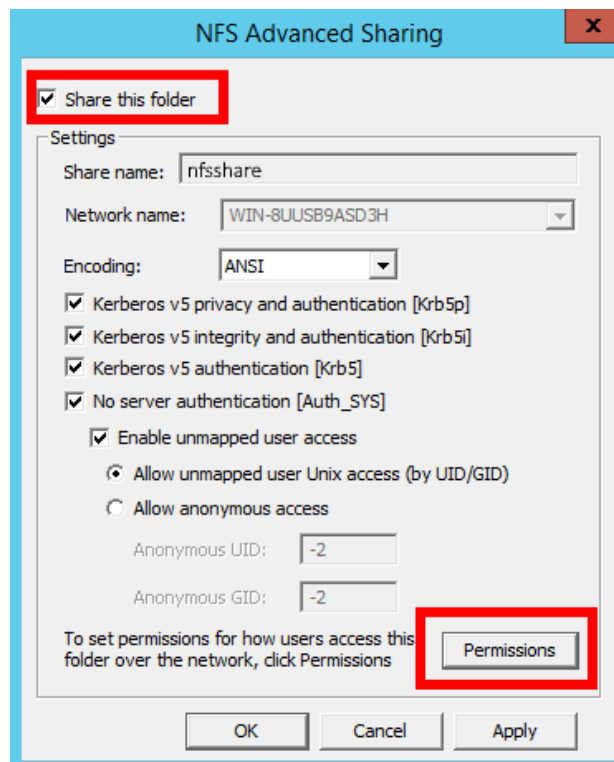 NFS Advanced Sharing
x
Share this folder
Settings
Share name: nfsshare
Network name: WIN-8UUSB9ASD3H
Encoding: ANSI
Kerberos v5 privacy and authentication [Krb5p]
Kerberos v5 integrity and authentication [Krb5i]
Kerberos v5 authentication [Krb5]
No server authentication [Auth_SYS]
Enable unmapped user access
Allow unmapped user Unix access (by UID/GID)
Allow anonymous access
Anonymous UID: -2
Anonymous GID: -2
To set permissions for how users access this
folder over the network, click Permissions
Permissions
OK Cancel Apply